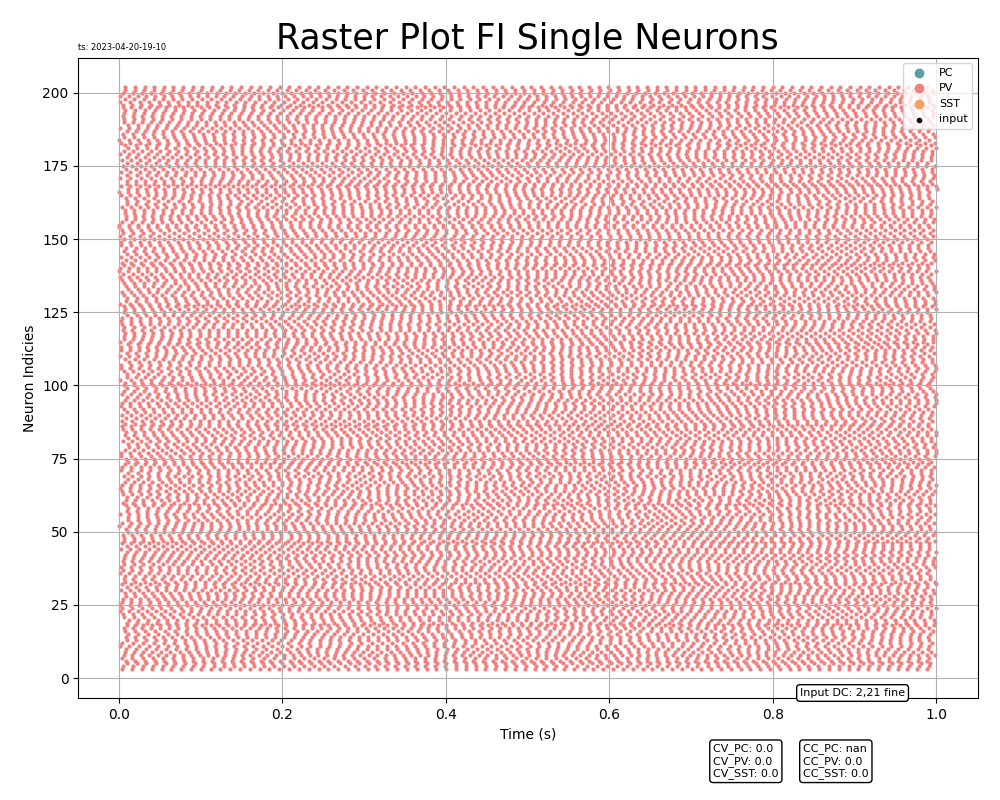 Raster Plot FI Single Neurons
ts: 2023-04-20-19-10
PC
PV
SST
input
200
175
150
125
100
75
50
25
0
Neuron Indicies
0.0 0.2 0.4 0.6 0.8 1.0
Time (s)
Input DC: 2,21 fine
CV_PC: 0.0
CV_PV: 0.0
CV_SST: 0.0
CC_PC: nan
CC_PV: 0.0
CC_SST: 0.0